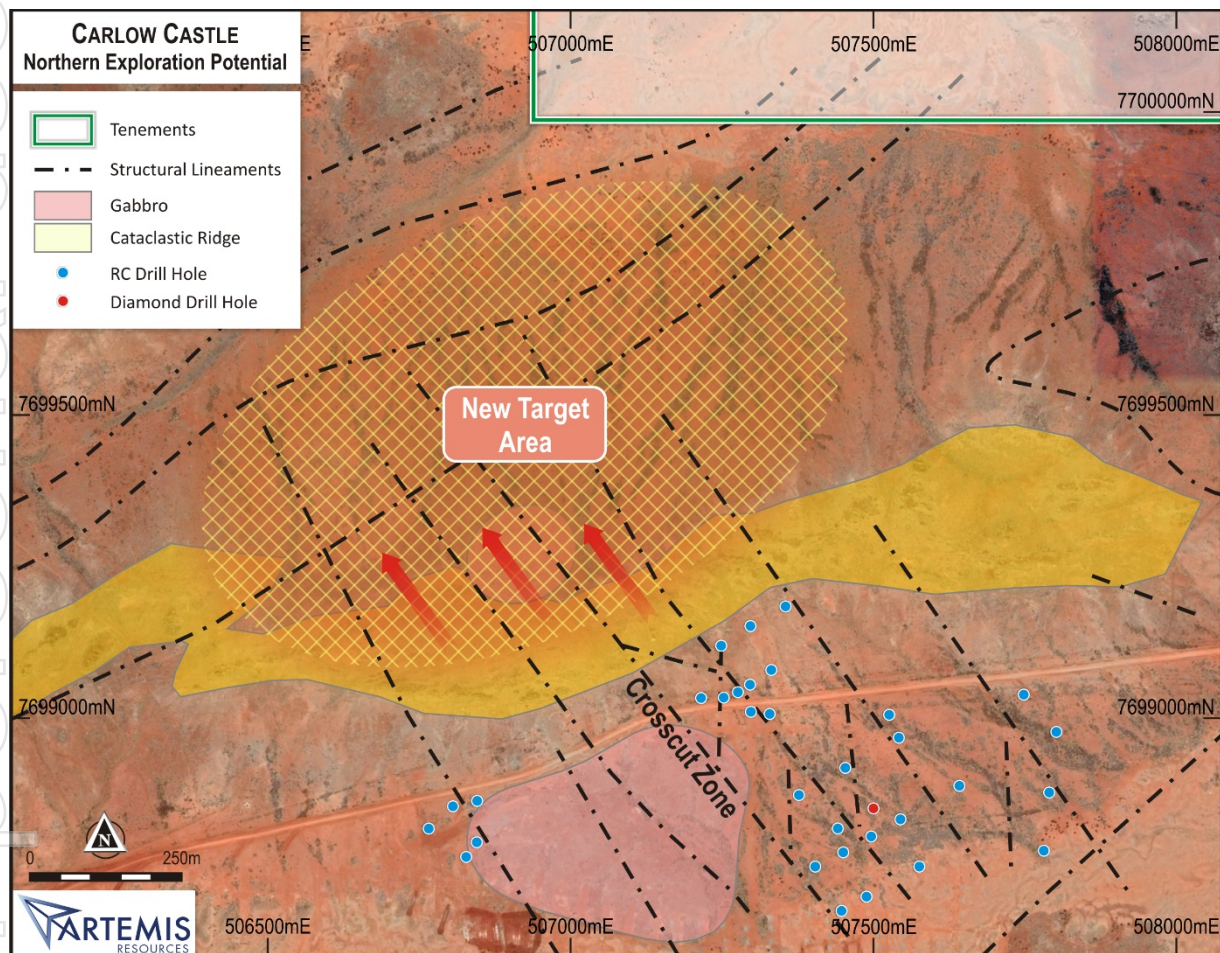 CARLOW CASTLE
Northern Exploration Potential
Tenements
Structural Lineaments
Gabbro
Cataclastic Ridge
RC Drill Hole
Diamond Drill Hole
E
507000mE
507500mE
508000mE
7700000mN
7699500mN
7699500mN
New Target
Area
7699000mN
7699000mN
Crosscut Zone
N
0
250m
506500mE
507000mE
507500mE
508000mE
ARTEMIS
RESOURCES